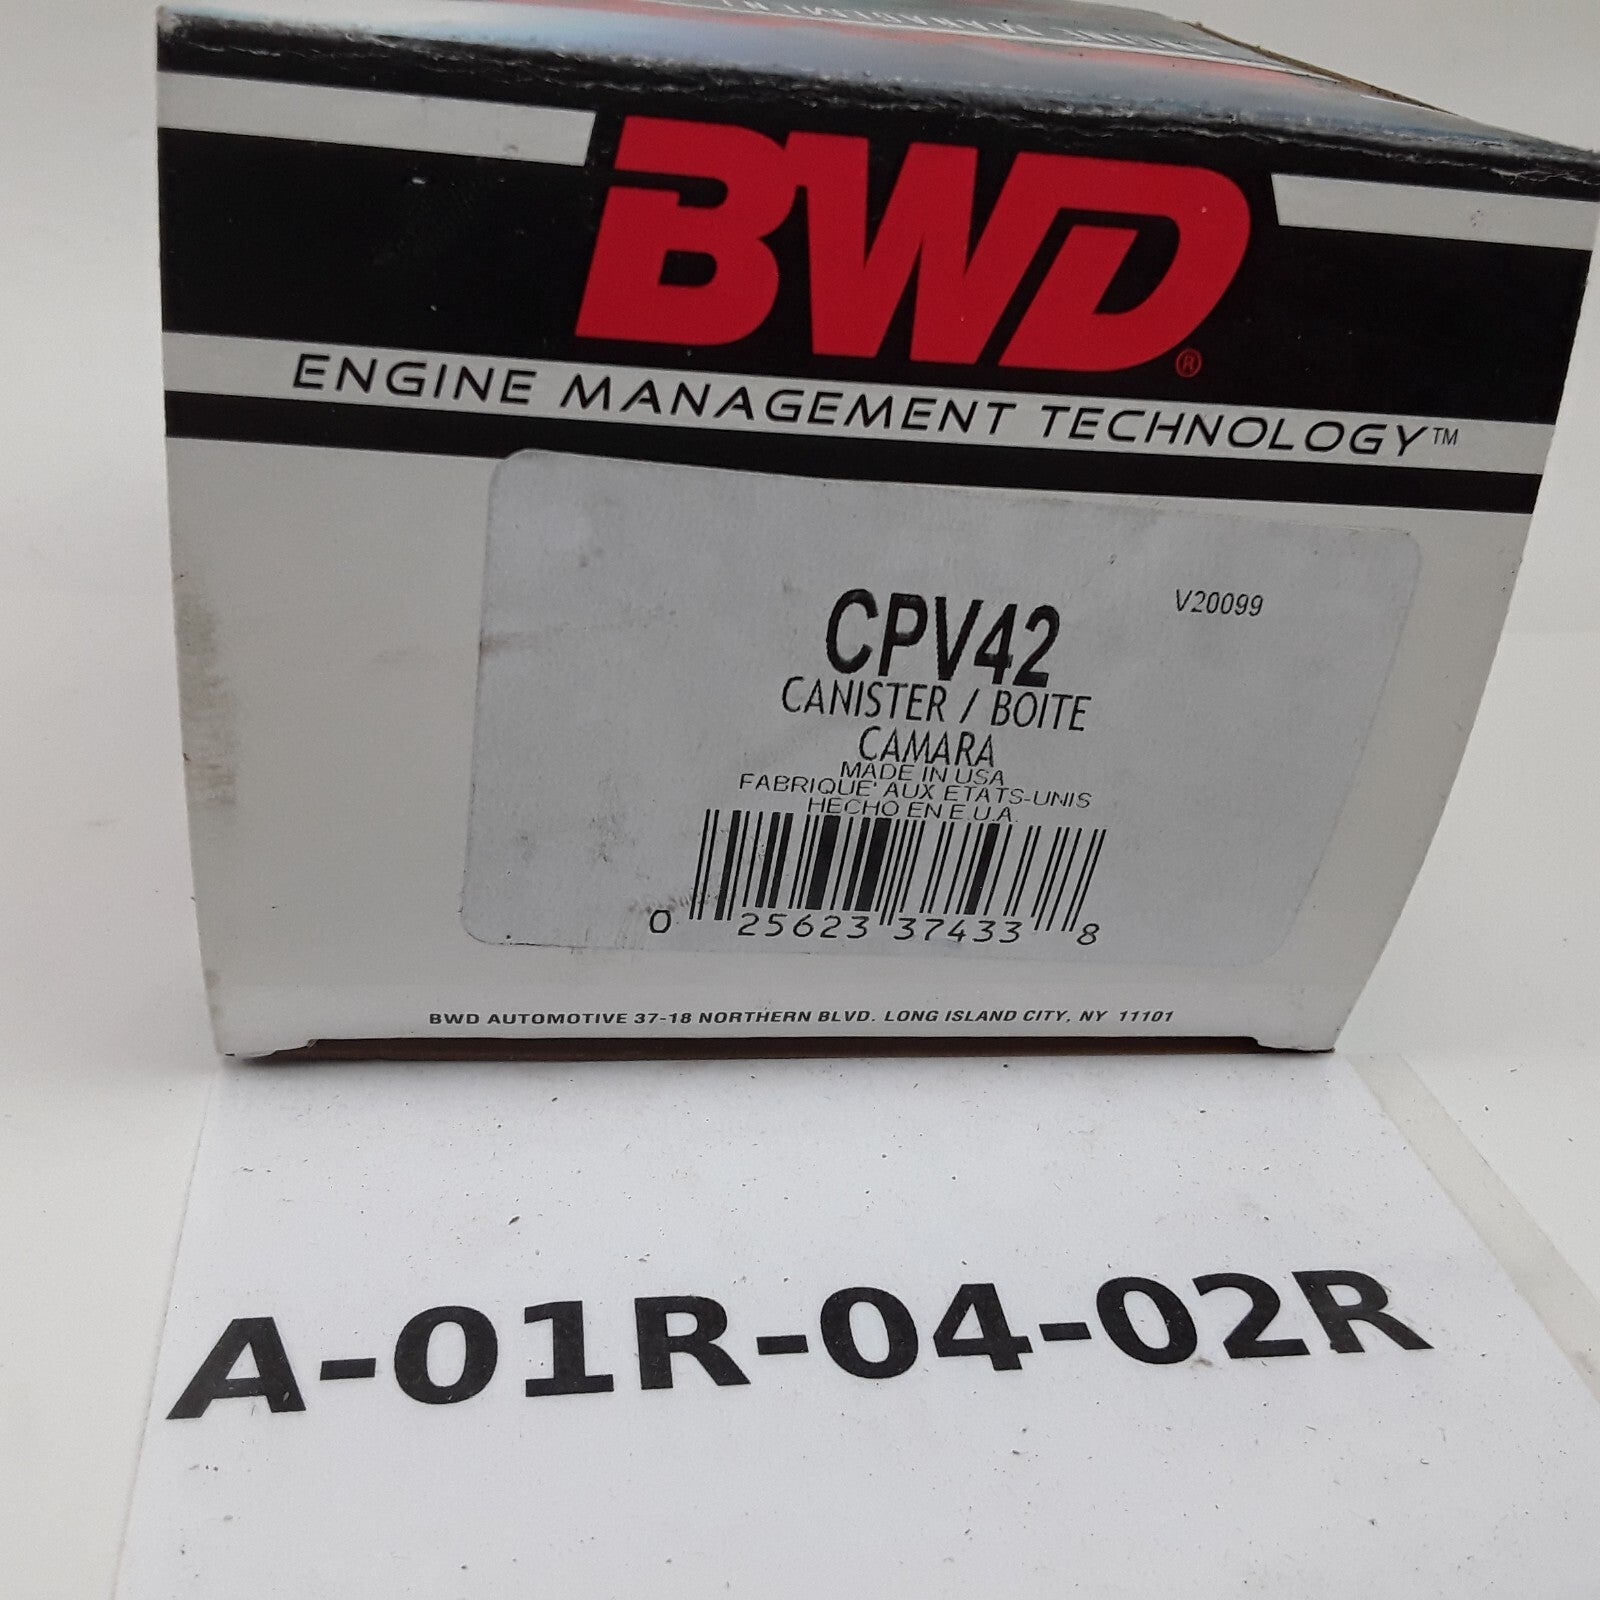 BWD®
ENGINE MANAGEMENT TECHNOLOGY™
V20099
CPV42
CANISTER / BOITE
CAMARA
MADE IN USA
FABRIQUE' AUX ETATS-UNIS
HECHO EN E.U.A.
0 25623 37433 8
BWD AUTOMOTIVE 37-18 NORTHERN BLVD. LONG ISLAND CITY, NY 11101
A-01R-04-02R